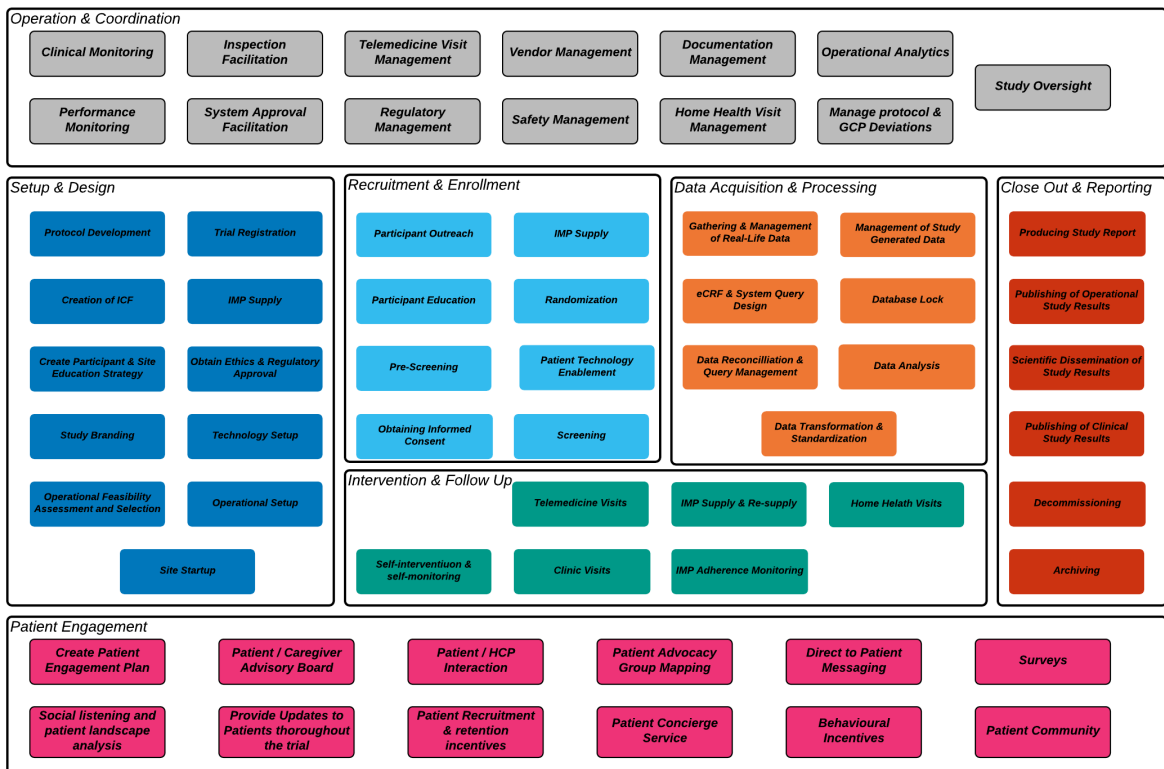 Operation & Coordination
Clinical Monitoring
Inspection
Facilitation
Telemedicine Visit
Management
Vendor Management
Documentation
Management
Operational Analytics
Study Oversight
Performance
Monitoring
System Approval
Facilitation
Regulatory
Management
Safety Management
Home Health Visit
Management
Manage protocol &
GCP Deviations
Setup & Design
Protocol Development
Trial Registration
Creation of ICF
IMP Supply
Create Participant & Site
Education Strategy
Obtain Ethics & Regulatory
Approval
Study Branding
Technology Setup
Operational Feasibility
Assessment and Selection
Operational Setup
Site Startup
Recruitment & Enrollment
Participant Outreach
IMP Supply
Participant Education
Randomization
Pre-Screening
Patient Technology
Enablement
Obtaining Informed
Consent
Screening
Data Acquisition & Processing
Gathering & Management
of Real-Life Data
Management of Study
Generated Data
eCRF & System Query
Design
Database Lock
Data Reconcilliation &
Query Management
Data Analysis
Data Transformation &
Standardization
Intervention & Follow Up
Telemedicine Visits
IMP Supply & Re-supply
Home Helath Visits
Self-interventiuon &
self-monitoring
Clinic Visits
IMP Adherence Monitoring
Close Out & Reporting
Producing Study Report
Publishing of Operational
Study Results
Scientific Dissemination of
Study Results
Publishing of Clinical
Study Results
Decommissioning
Archiving
Patient Engagement
Create Patient
Engagement Plan
Patient / Caregiver
Advisory Board
Patient / HCP
Interaction
Patient Advocacy
Group Mapping
Direct to Patient
Messaging
Surveys
Social listening and
patient landscape
analysis
Provide Updates to
Patients thoroughout
the trial
Patient Recruitment
& retention
incentives
Patient Concierge
Service
Behavioural
Incentives
Patient Community